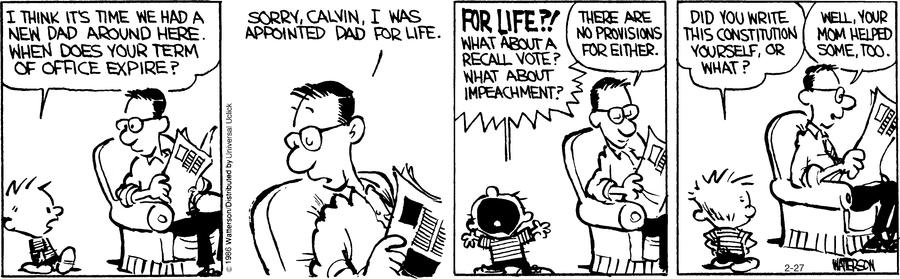 I THINK IT'S TIME WE HAD A
NEW DAD AROUND HERE.
WHEN DOES YOUR TERM
OF OFFICE EXPIRE?
© 1986 Watterson/Distributed by Universal Uclick
SORRY, CALVIN, I WAS
APPOINTED DAD FOR LIFE.
FOR LIFE?!
WHAT ABOUT A
RECALL VOTE?
WHAT ABOUT
IMPEACHMENT?
THERE ARE
NO PROVISIONS
FOR EITHER.
DID YOU WRITE
THIS CONSTITUTION
YOURSELF, OR
WHAT?
WELL, YOUR
MOM HELPED
SOME, TOO.
2-27
WATTERSON